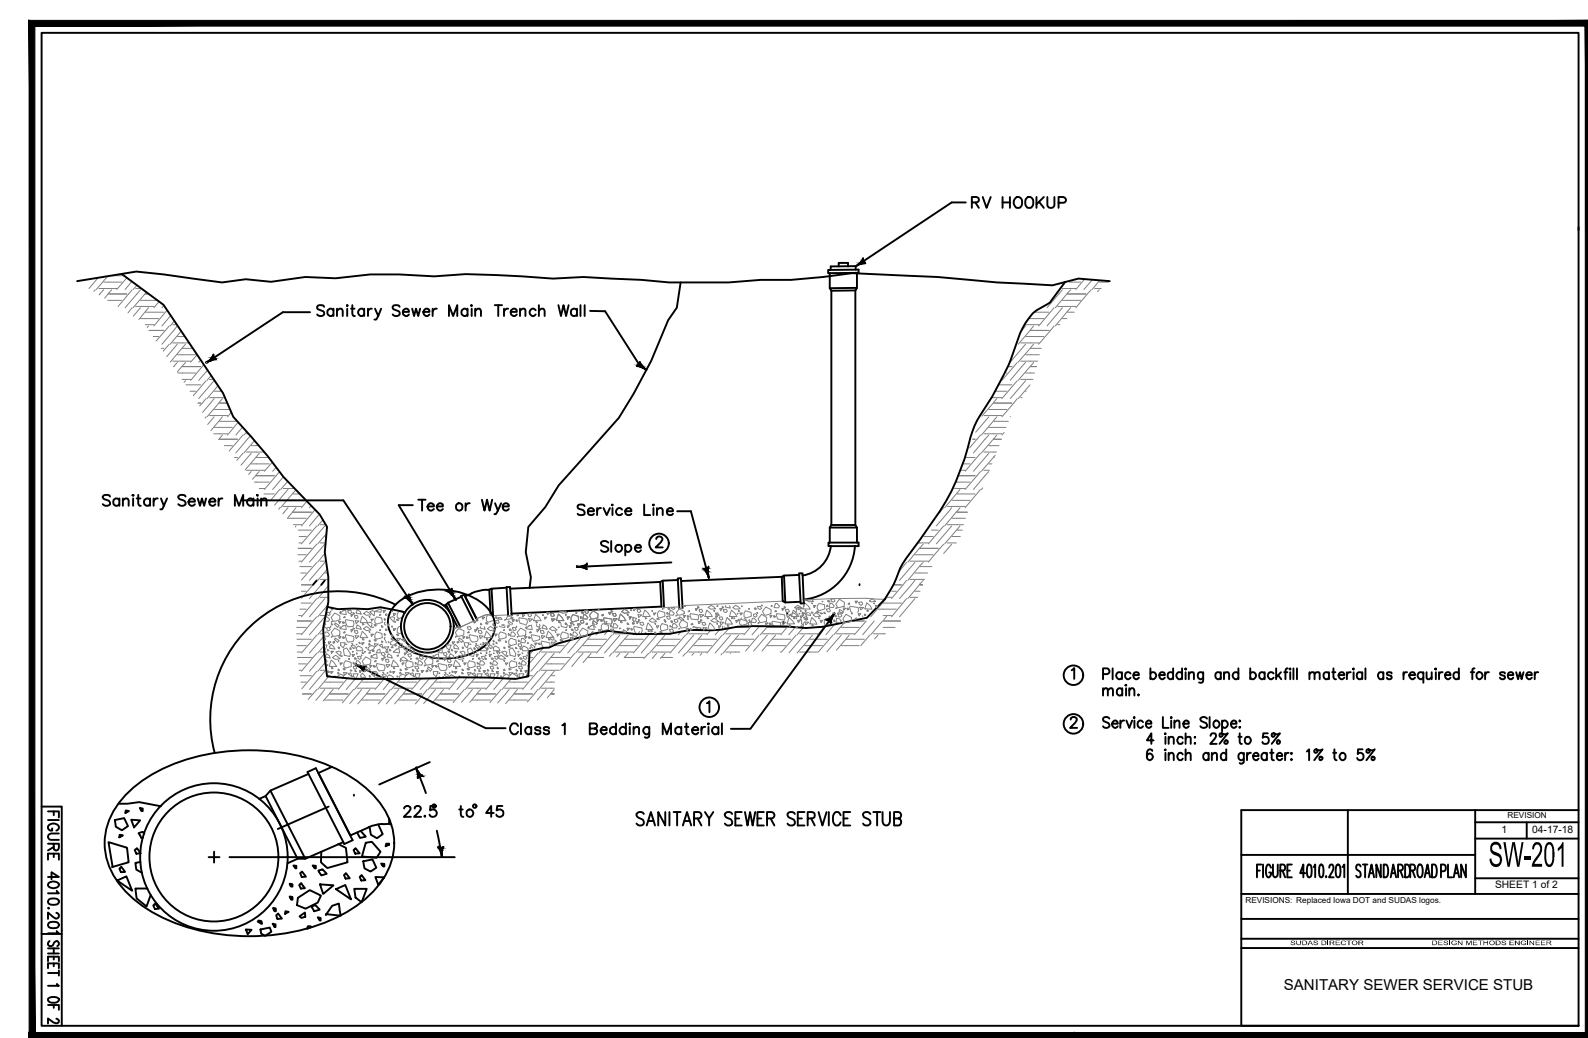 RV HOOKUP
Sanitary Sewer Main Trench Wall
Sanitary Sewer Main
Tee or Wye
Service Line
Slope 2
1
Class 1 Bedding Material
1 Place bedding and backfill material as required for sewer
main.
2 Service Line Slope:
4 inch: 2% to 5%
6 inch and greater: 1% to 5%
22.5° to° 45
SANITARY SEWER SERVICE STUB
FIGURE 4010.201 SHEET 1 OF 2
REVISION
1 04-17-18
FIGURE 4010.201 STANDARDROADPLAN SW-201
SHEET 1 of 2
REVISIONS: Replaced Iowa DOT and SUDAS logos.
SUDAS DIRECTOR DESIGN METHODS ENGINEER
SANITARY SEWER SERVICE STUB